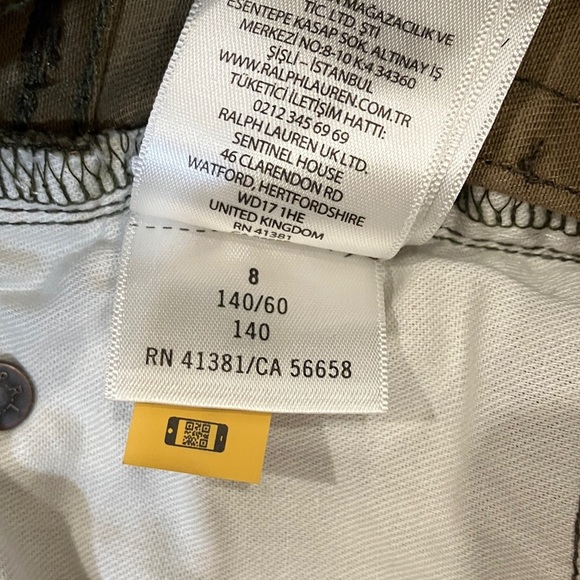 MAĞAZACILIK VE
TIC. LTD. ŞTİ
ESENTEPE KASAP SOK. ALTINAY İŞ
MERKEZİ NO:8-10 K:4 34360
ŞİŞLİ - İSTANBUL
WWW.RALPHLAUREN.COM.TR
TÜKETİCİ İLETİŞİM HATTI:
0212 345 69 69
RALPH LAUREN UK LTD.
SENTINEL HOUSE
46 CLARENDON RD
WATFORD, HERTFORDSHIRE
WD17 1HE
UNITED KINGDOM
RN 41381
8
140/60
140
RN 41381/CA 56658